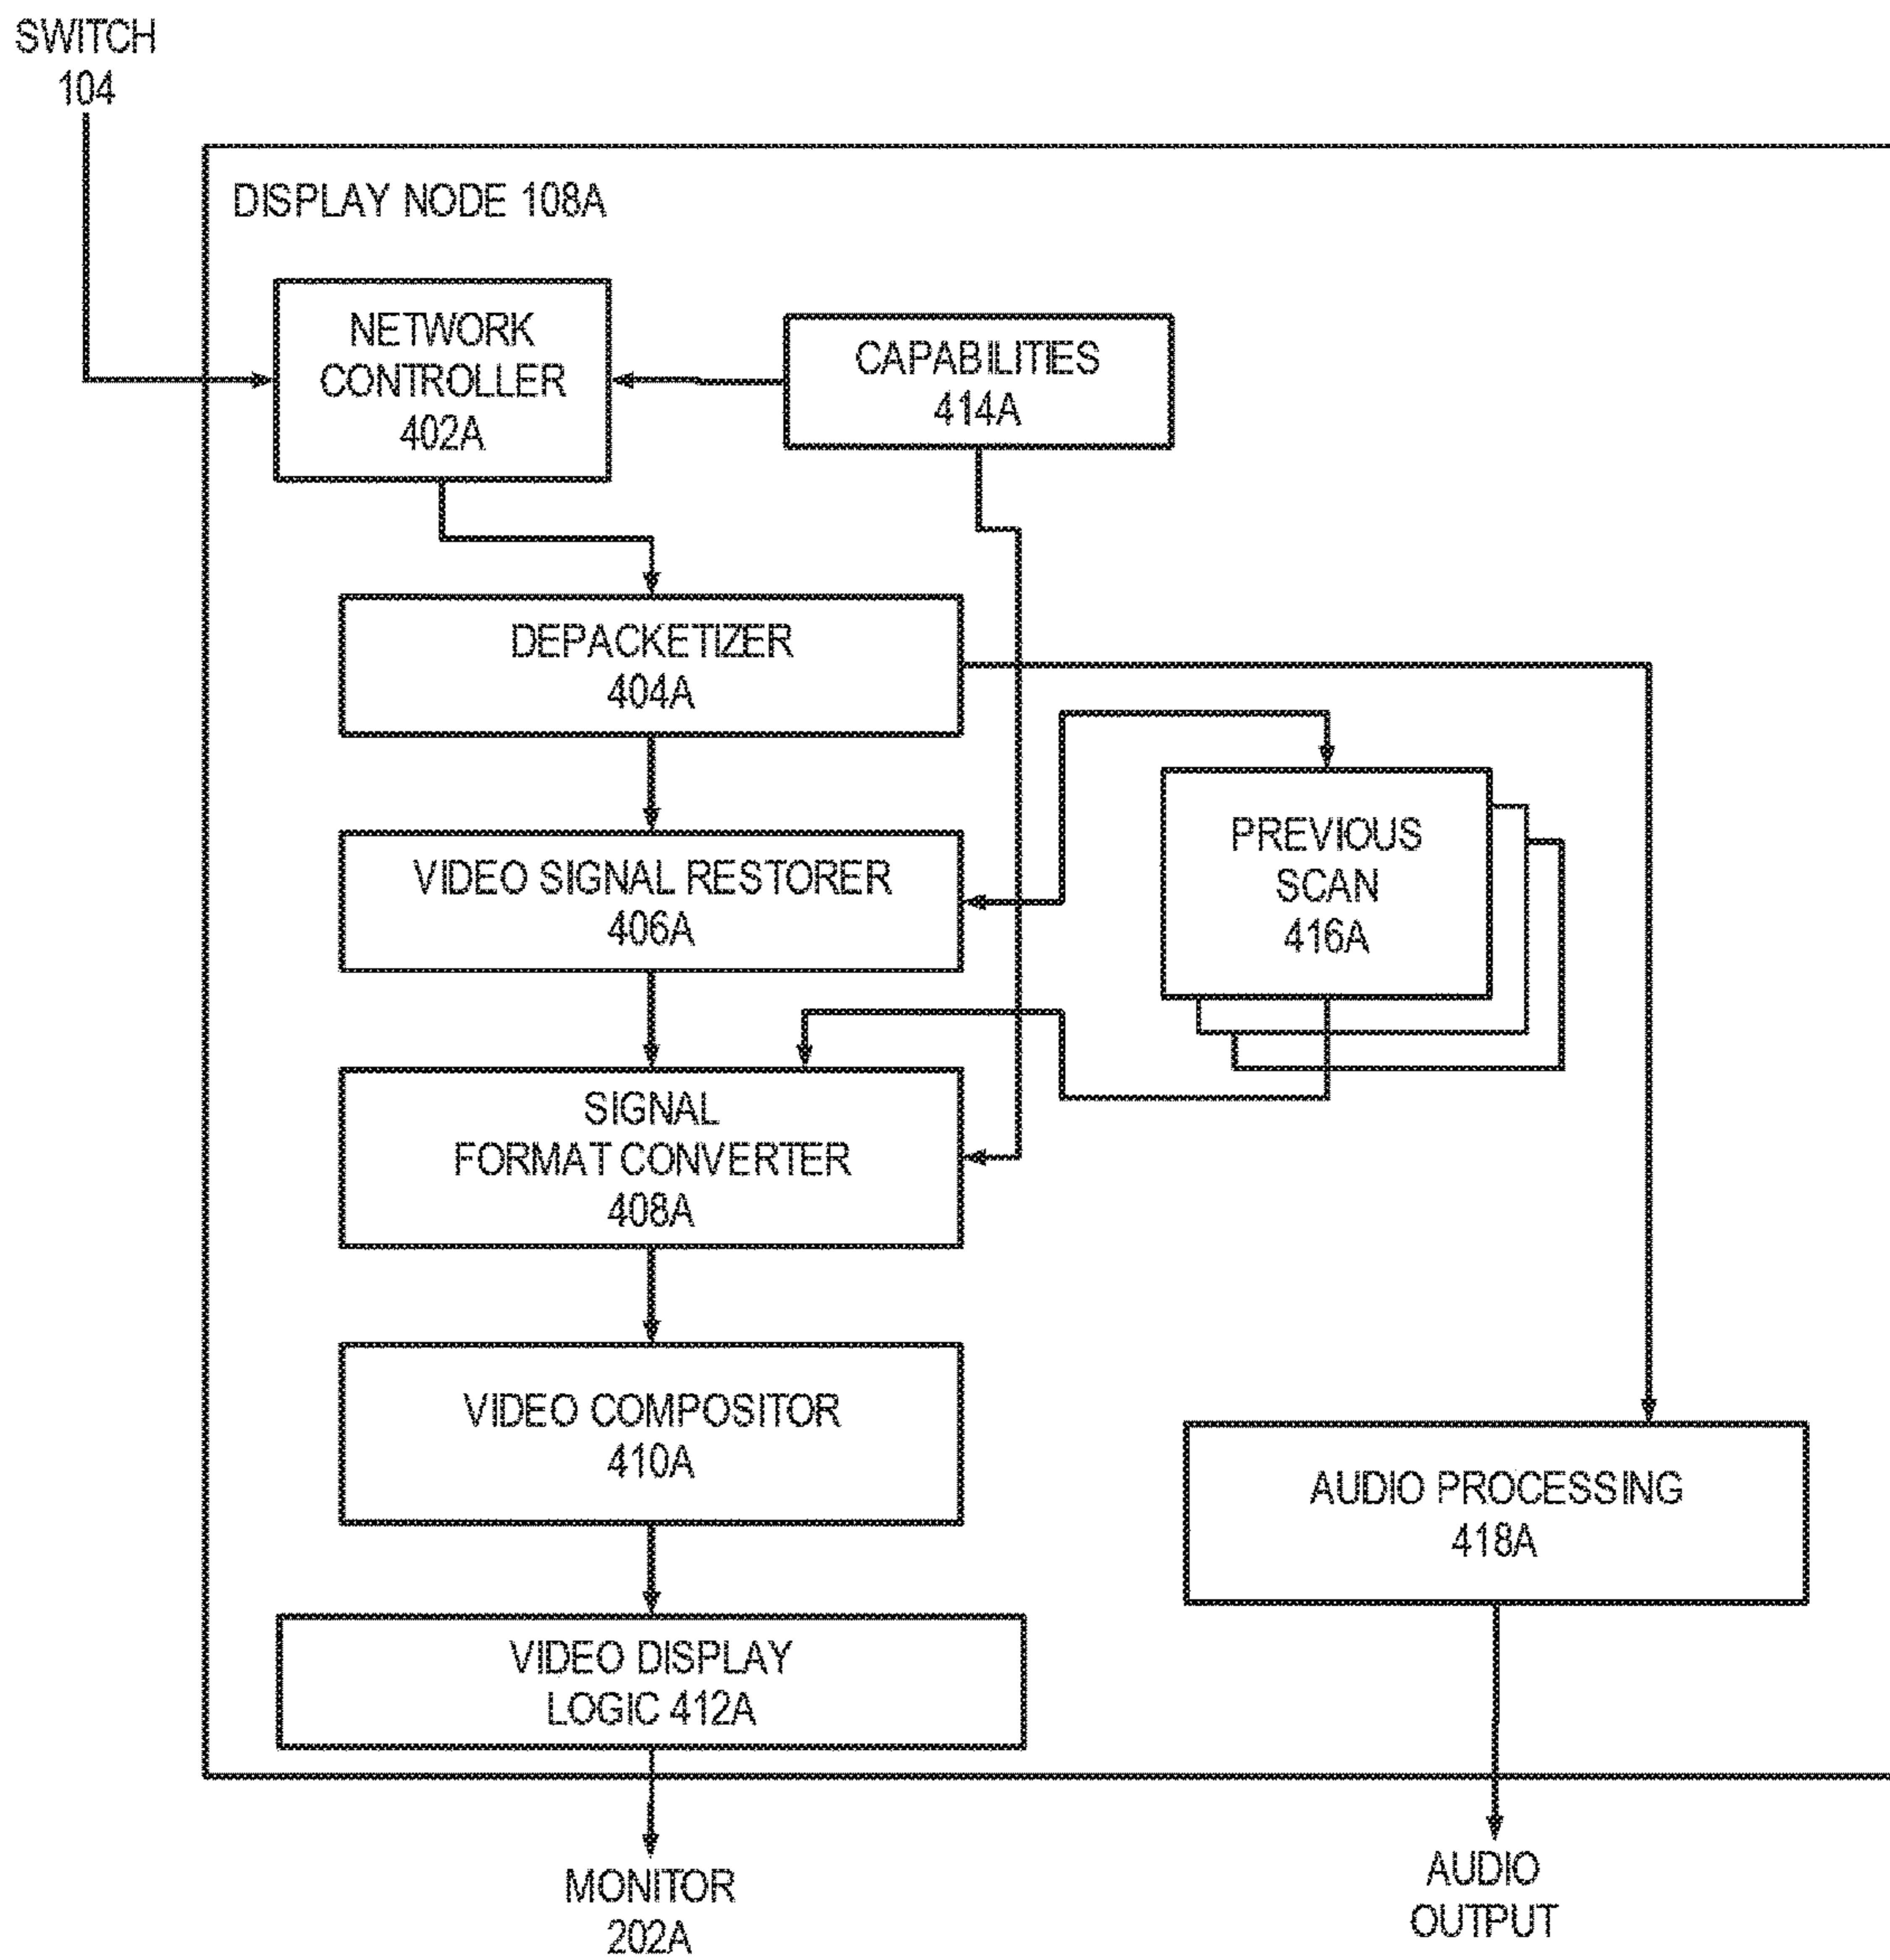 SWITCH
104
DISPLAY NODE 108A
NETWORK
CONTROLLER
402A
CAPABILITIES
414A
DEPACKETIZER
404A
VIDEO SIGNAL RESTORER
406A
PREVIOUS
SCAN
416A
SIGNAL
FORMAT CONVERTER
408A
VIDEO COMPOSITOR
410A
AUDIO PROCESSING
418A
VIDEO DISPLAY
LOGIC 412A
MONITOR
202A
AUDIO
OUTPUT